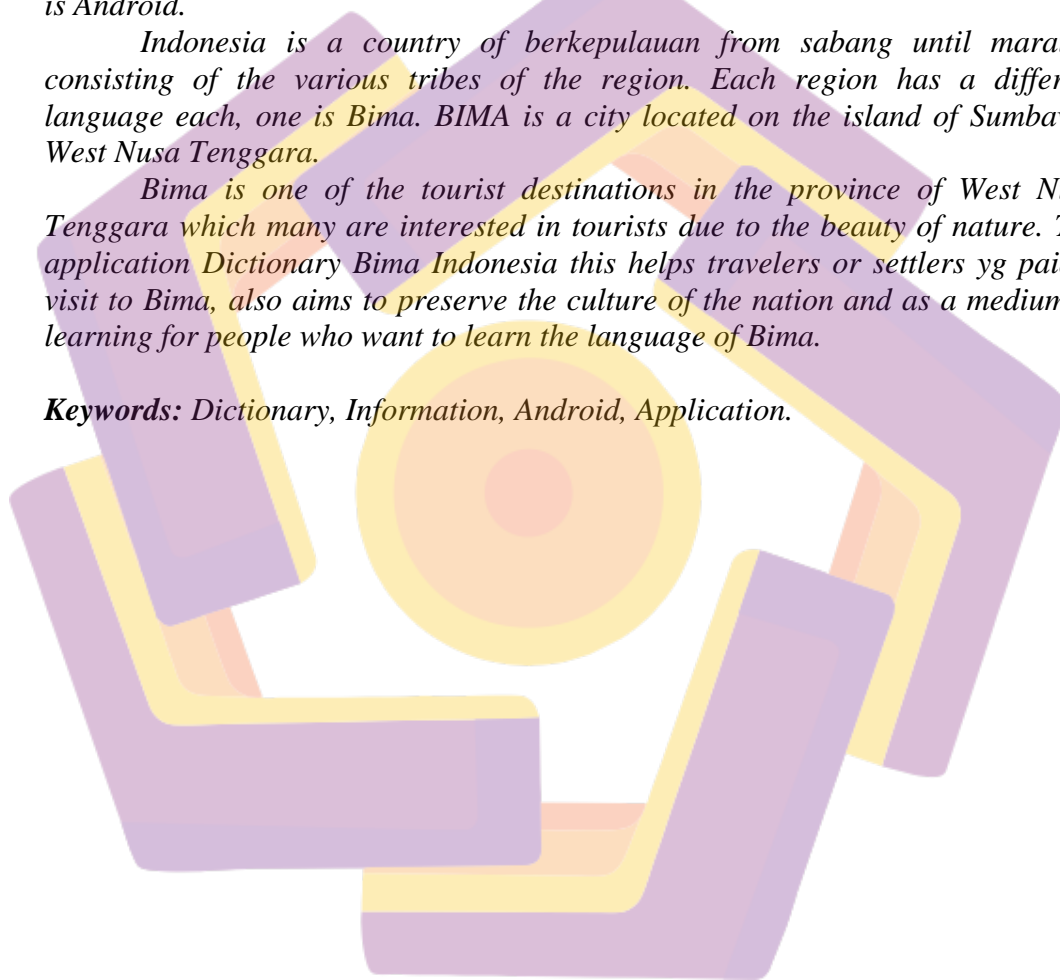 is Android.
Indonesia is a country of berkepulauan from sabang until
consisting of the various tribes of the region. Each region has a
language each, one is Bima. BIMA is a city located on the island of
West Nusa Tenggara.
Bima is one of the tourist destinations in the province of West
Tenggara which many are interested in tourists due to the beauty of nature.
application Dictionary Bima Indonesia this helps travelers or settlers yg
visit to Bima, also aims to preserve the culture of the nation and as a medium
learning for people who want to learn the language of Bima.
Keywords: Dictionary, Information, Android, Application.